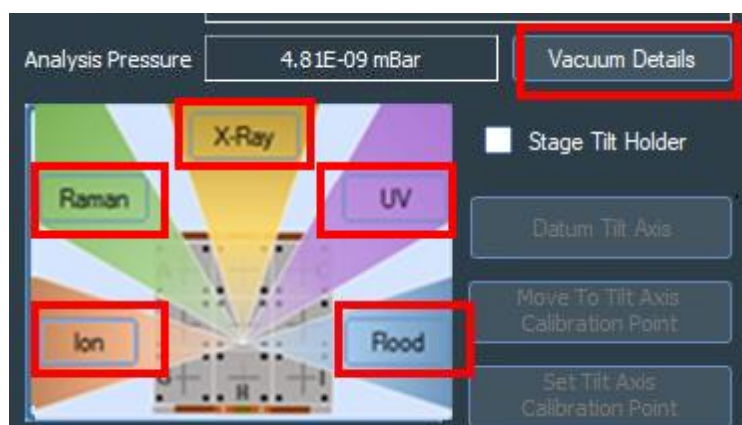 Analysis Pressure
4.81E-09 mBar
Vacuum Details
X-Ray
Stage Tilt Holder
Raman
UV
Datum Tilt Axis
Move To Tilt Axis
Calibration Point
Ion
Flood
Set Tilt Axis
Calibration Point
G
H
I